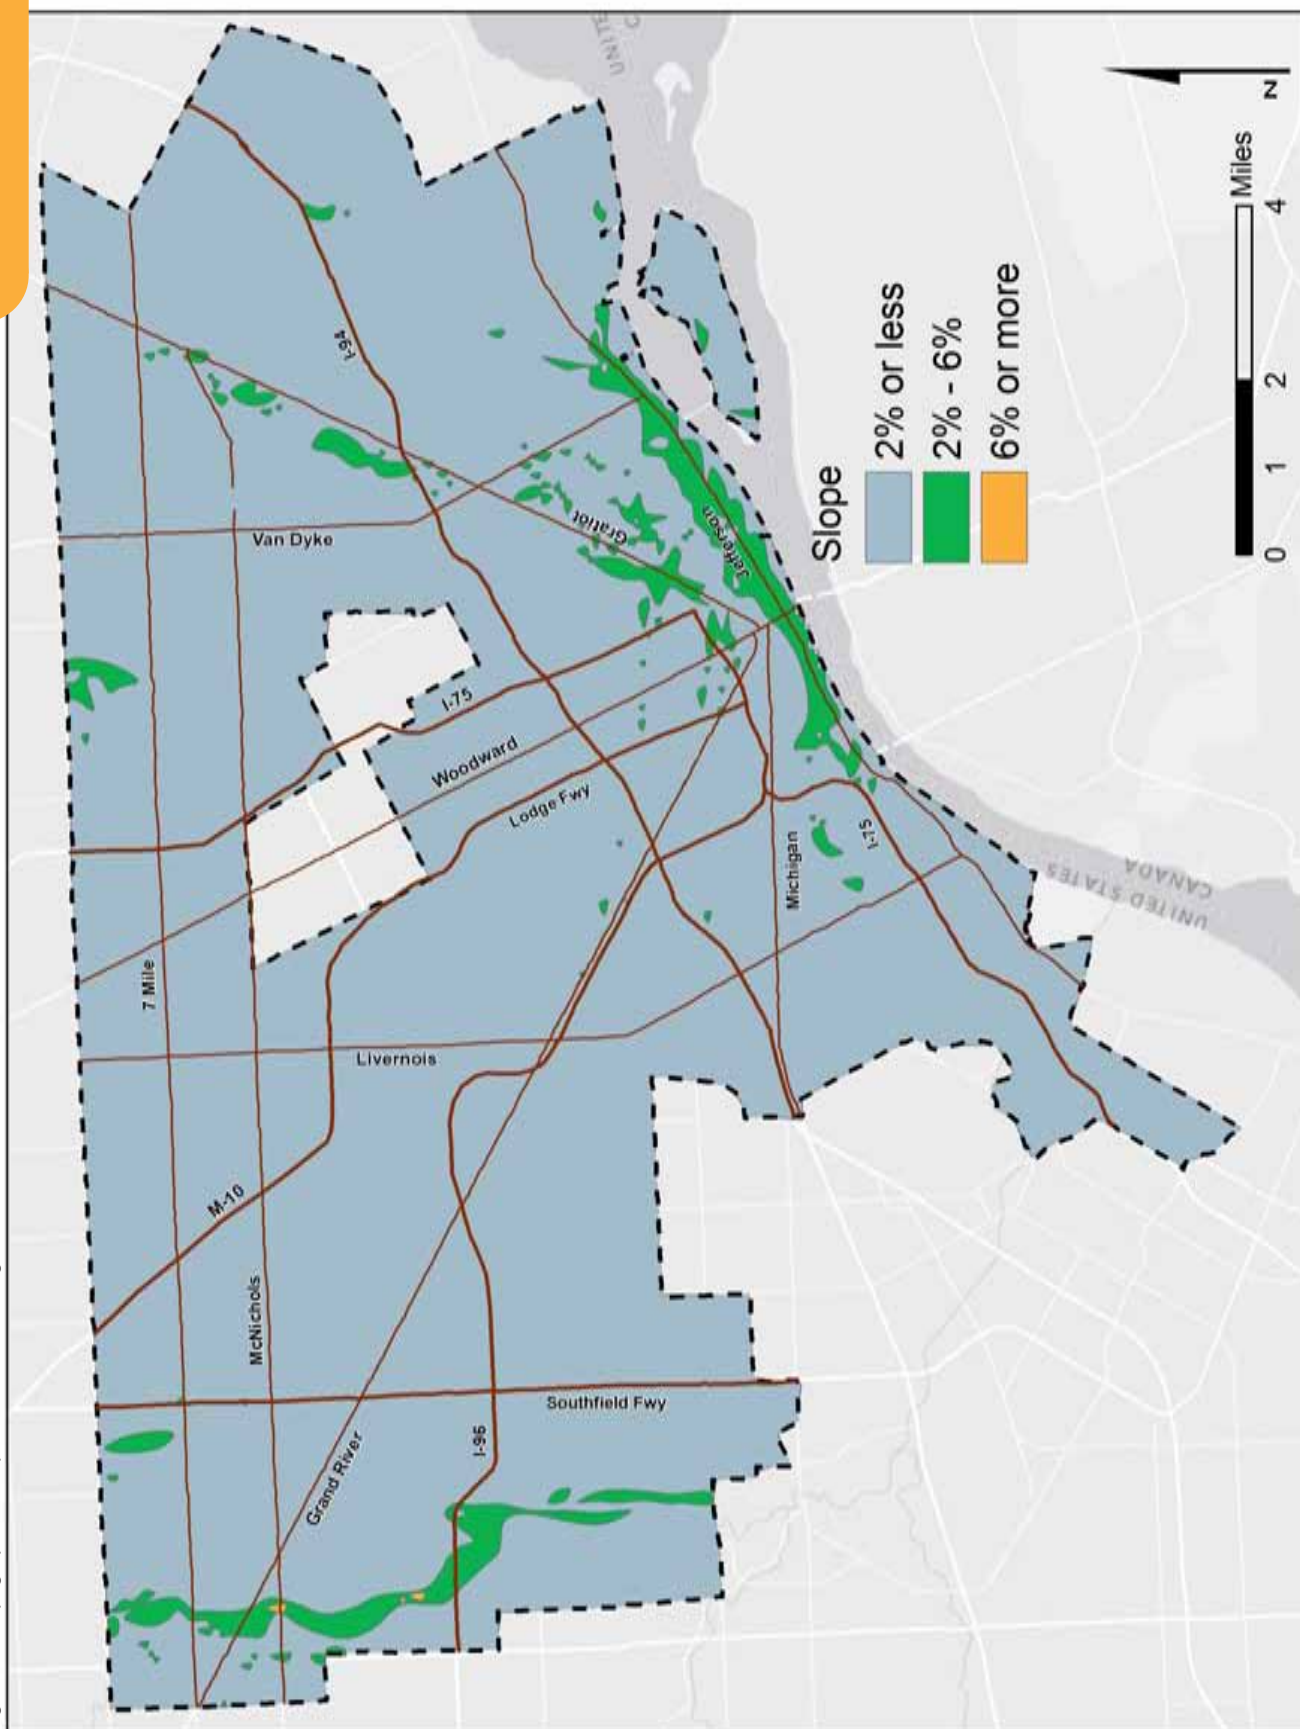 7 Mile
McNichols
M-10
Van Dyke
I-94
I-75
Woodward
Lodge Fwy
Livernois
Grand River
I-96
Southfield Fwy
Gratiot
Jefferson
Michigan
I-75
UNITE
C
UNITED STATES
CANADA
Slope
2% or less
2% - 6%
6% or more
0 1 2 4 Miles
N